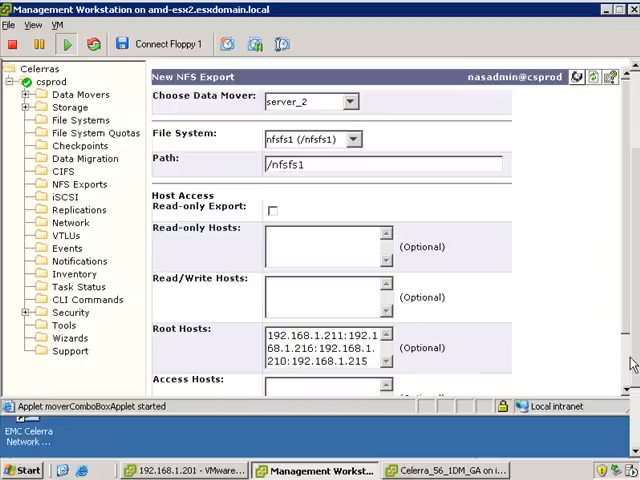 Management Workstation on amd-esx2.esxdomain.local
File View VM
Connect Floppy 1
Celerras
csprod
Data Movers
Storage
File Systems
File System Quotas
Checkpoints
Data Migration
CIFS
NFS Exports
iSCSI
Replications
Network
VTLUs
Events
Notifications
Inventory
Task Status
CLI Commands
Security
Tools
Wizards
Support
New NFS Export
nasadmin@csprod
Choose Data Mover: server_2
File System: nfsfs1 (/nfsfs1)
Path: /nfsfs1
Host Access
Read-only Export:
Read-only Hosts: (Optional)
Read/Write Hosts: (Optional)
Root Hosts: 192.168.1.211:192.1
68.1.216:192.168.1.
210:192.168.1.215
(Optional)
Access Hosts:
Applet moverComboBoxApplet started
Local intranet
EMC Celerra
Network ...
Start
192.168.1.201 - VMware...
Management Workst...
Celerra_56_1DM_GA on i...